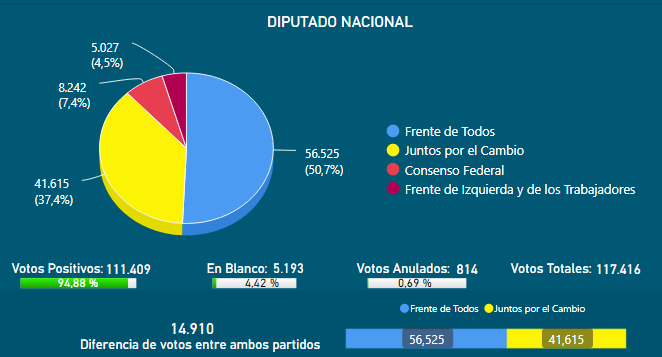 DIPUTADO NACIONAL
5.027
(4,5%)
8.242
(7,4%)
56.525
(50,7%)
41.615
(37,4%)
Frente de Todos
Juntos por el Cambio
Consenso Federal
Frente de Izquierda y de los Trabajadores
Votos Positivos: 111.409
94,88 %
En Blanco: 5.193
4,42 %
Votos Anulados: 814
0,69 %
Votos Totales: 117.416
Frente de Todos Juntos por el Cambio
14.910
Diferencia de votos entre ambos partidos
56,525 41,615